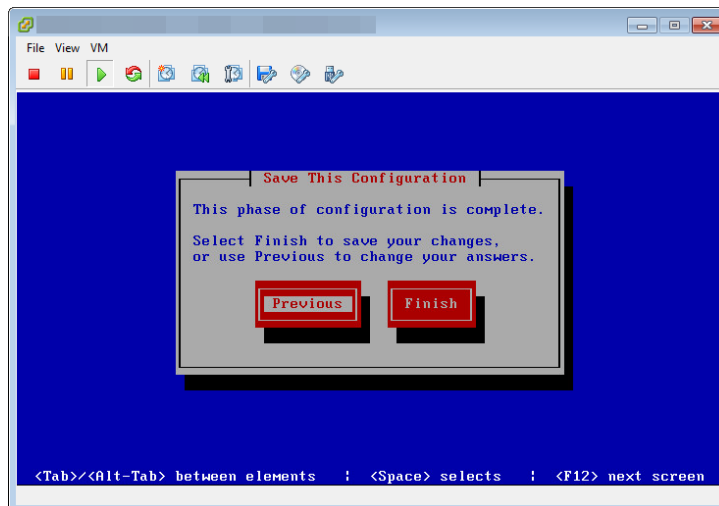 File View VM
Save This Configuration
This phase of configuration is complete.
Select Finish to save your changes,
or use Previous to change your answers.
Previous Finish
<Tab>/<Alt-Tab> between elements ¦ <Space> selects ¦ <F12> next screen